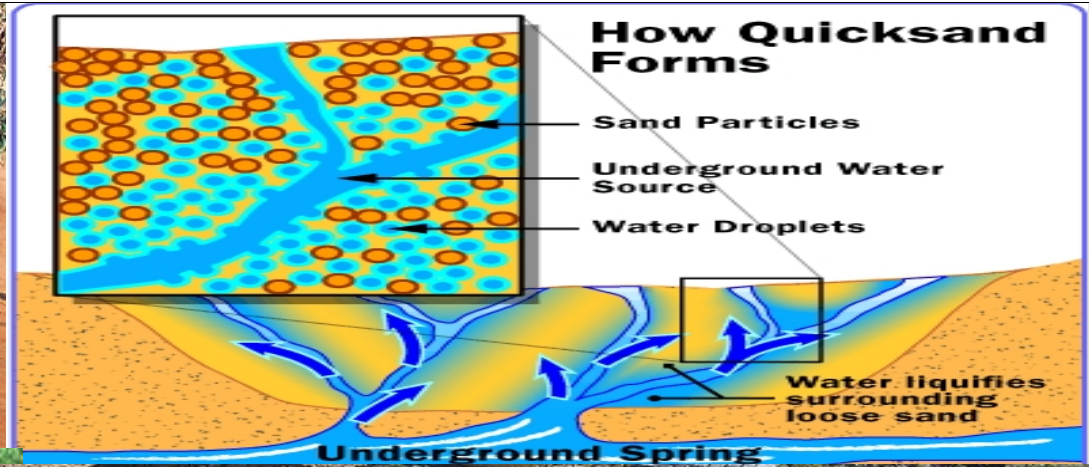 How Quicksand
Forms
Sand Particles
Underground Water
Source
Water Droplets
Water liquifies
surrounding
loose sand
Underground Spring